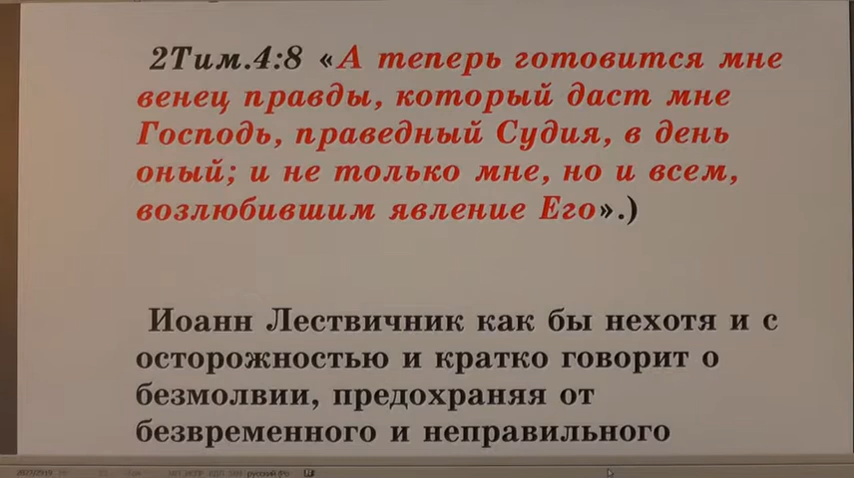 2Тим.4:8 «А теперь готовится мне
венец правды, который даст мне
Господь, праведный Судия, в день
оный; и не только мне, но и всем,
возлюбившим явление Его».)
Иоанн Лествичник как бы нехотя и с
осторожностью и кратко говорит о
безмолвии, предохраняя от
безвременного и неправильного